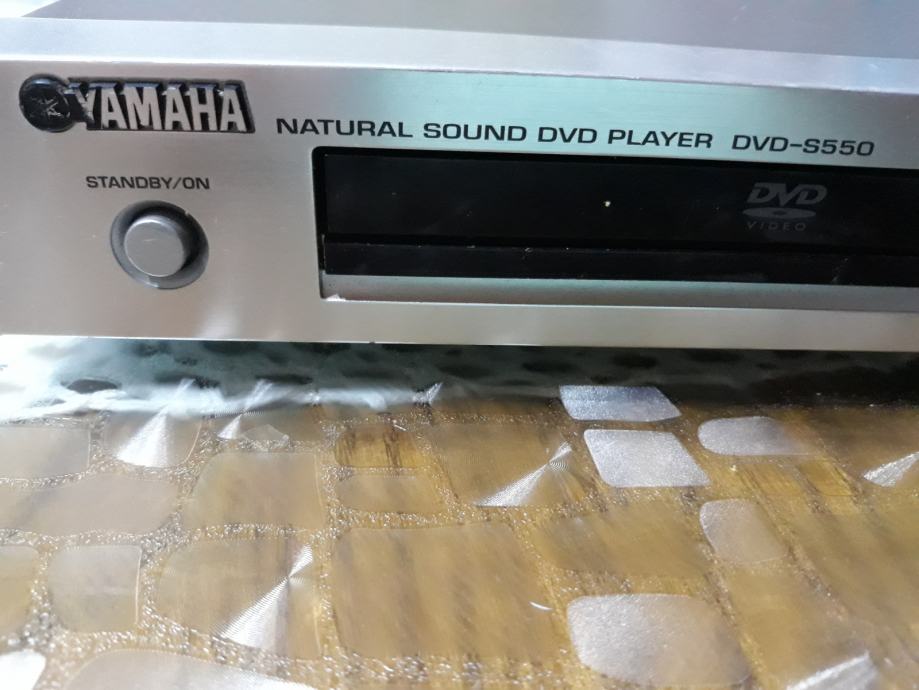 YAMAHA
NATURAL SOUND DVD PLAYER DVD-S550
STANDBY/ON
DVD
VIDEO